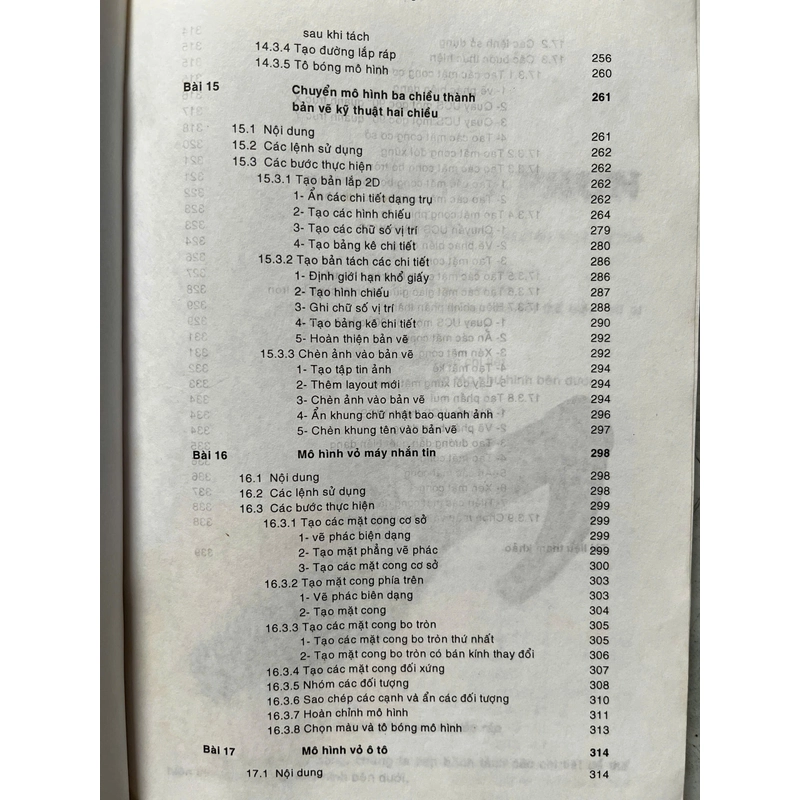 sau khi tách
14.3.4 Tạo đường lắp ráp 256
14.3.5 Tô bóng mô hình 260
Bài 15 Chuyển mô hình ba chiều thành 261
bản vẽ kỹ thuật hai chiều
15.1 Nội dung 261
15.2 Các lệnh sử dụng 262
15.3 Các bước thực hiện 262
15.3.1 Tạo bản lắp 2D 262
1- Ẩn các chi tiết dạng trụ 262
2- Tạo các hình chiếu 264
3- Tạo các chữ số vị trí 279
4- Tạo bảng kê chi tiết 280
15.3.2 Tạo bản tách các chi tiết 286
1- Định giới hạn khổ giấy 286
2- Tạo hình chiếu 287
3- Ghi chữ số vị trí 288
4- Tạo bảng kê chi tiết 290
5- Hoàn thiện bản vẽ 292
15.3.3 Chèn ảnh vào bản vẽ 292
1- Tạo tập tin ảnh 294
2- Thêm layout mới 294
3- Chèn ảnh vào bản vẽ 294
4- Ẩn khung chữ nhật bao quanh ảnh 296
5- Chén khung tên vào bản vẽ 297
Bài 16 Mô hình vỏ máy nhắn tin 298
16.1 Nội dung 298
16.2 Các lệnh sử dụng 298
16.3 Các bước thực hiện 299
16.3.1 Tạo các mặt cong cơ sở 299
1- vẽ phác biện dạng 299
2- Tạo mặt phẳng vẽ phác 299
3- Tạo các mặt cong cơ sở 300
16.3.2 Tạo mặt cong phía trên 303
1- Vẽ phác biên dạng 303
2- Tạo mặt cong 304
16.3.3 Tạo các mặt cong bo tròn 305
1- Tạo các mặt cong bo tròn thứ nhất 305
2- Tạo mặt cong bo tròn có bán kính thay đổi 306
16.3.4 Tạo các mặt cong đối xứng 307
16.3.5 Nhóm các đối tượng 308
16.3.6 Sao chép các cạnh và ẩn các đối tượng 310
16.3.7 Hoàn chỉnh mô hình 311
16.3.8 Chọn màu và tô bóng mô hình 313
Bài 17 Mô hình vỏ ô tô 314
17.1 Nội dung 314